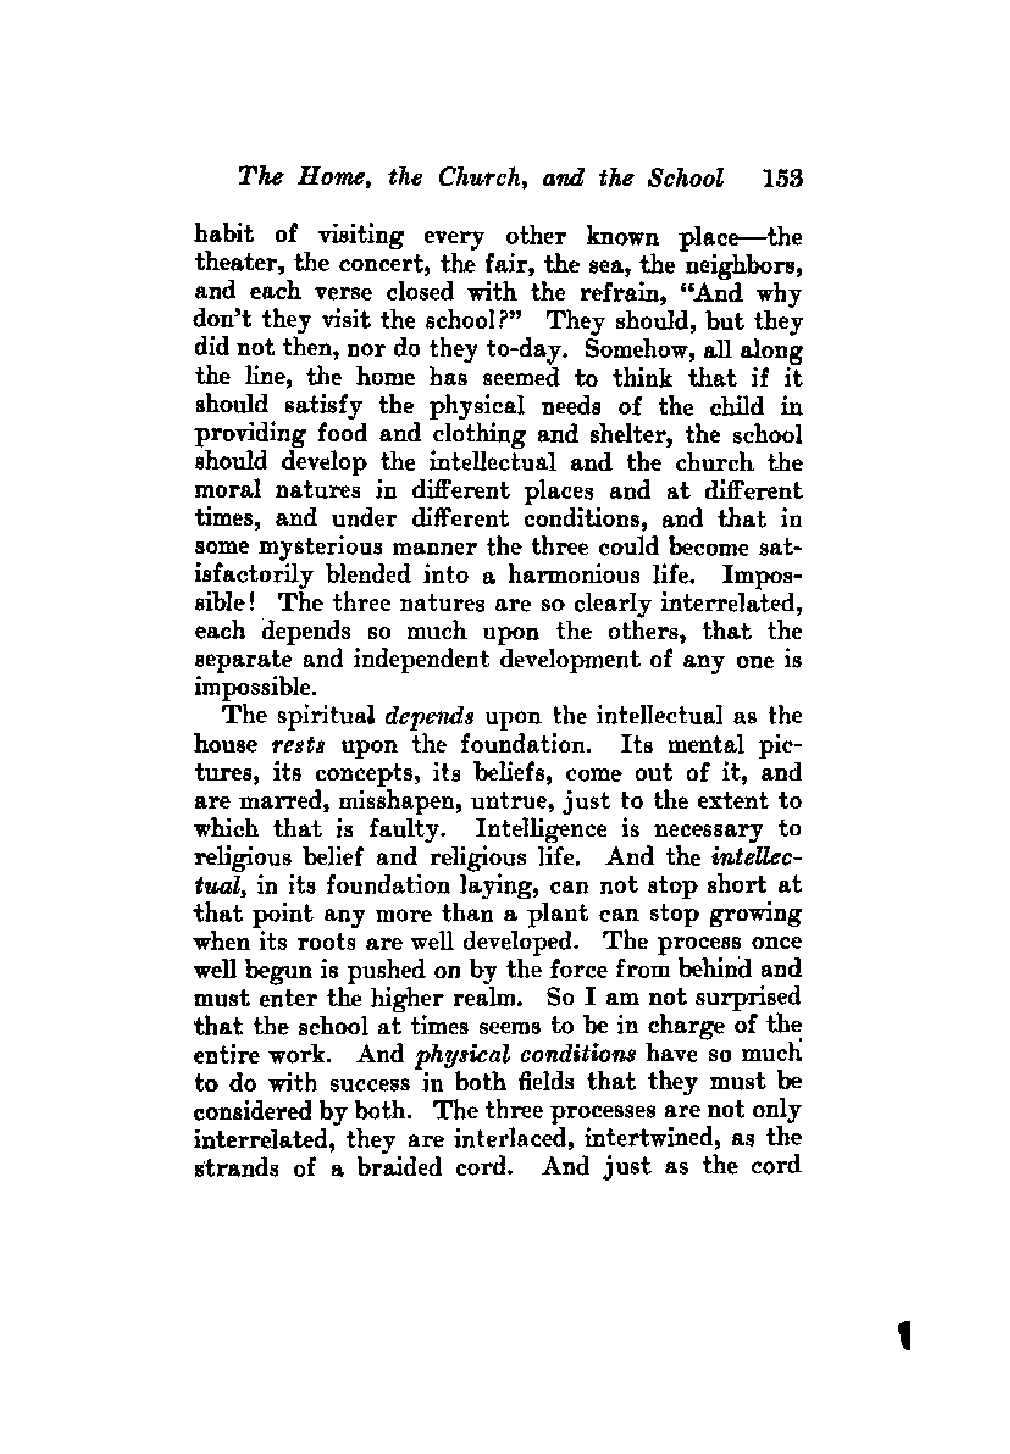 The Home, the Church, and the School 153
habit of visiting every other known place—the
theater, the concert, the fair, the sea, the neighbors,
and each verse closed with the refrain, “And why
don't they visit the school?” They should, but they
did not then, nor do they to-day. Somehow, all along
the line, the home has seemed to think that if it
should satisfy the physical needs of the child in
providing food and clothing and shelter, the school
should develop the intellectual and the church the
moral natures in different places and at different
times, and under different conditions, and that in
some mysterious manner the three could become sat-
isfactorily blended into a harmonious life. Impos-
sible! The three natures are so clearly interrelated,
each depends so much upon the others, that the
separate and independent development of any one is
impossible.
The spiritual depends upon the intellectual as the
house rests upon the foundation. Its mental pic-
tures, its concepts, its beliefs, come out of it, and
are marred, misshapen, untrue, just to the extent to
which that is faulty. Intelligence is necessary to
religious belief and religious life. And the intellec-
tual, in its foundation laying, can not stop short at
that point any more than a plant can stop growing
when its roots are well developed. The process once
well begun is pushed on by the force from behind and
must enter the higher realm. So I am not surprised
that the school at times seems to be in charge of the
entire work. And physical conditions have so much
to do with success in both fields that they must be
considered by both. The three processes are not only
interrelated, they are interlaced, intertwined, as the
strands of a braided cord. And just as the cord